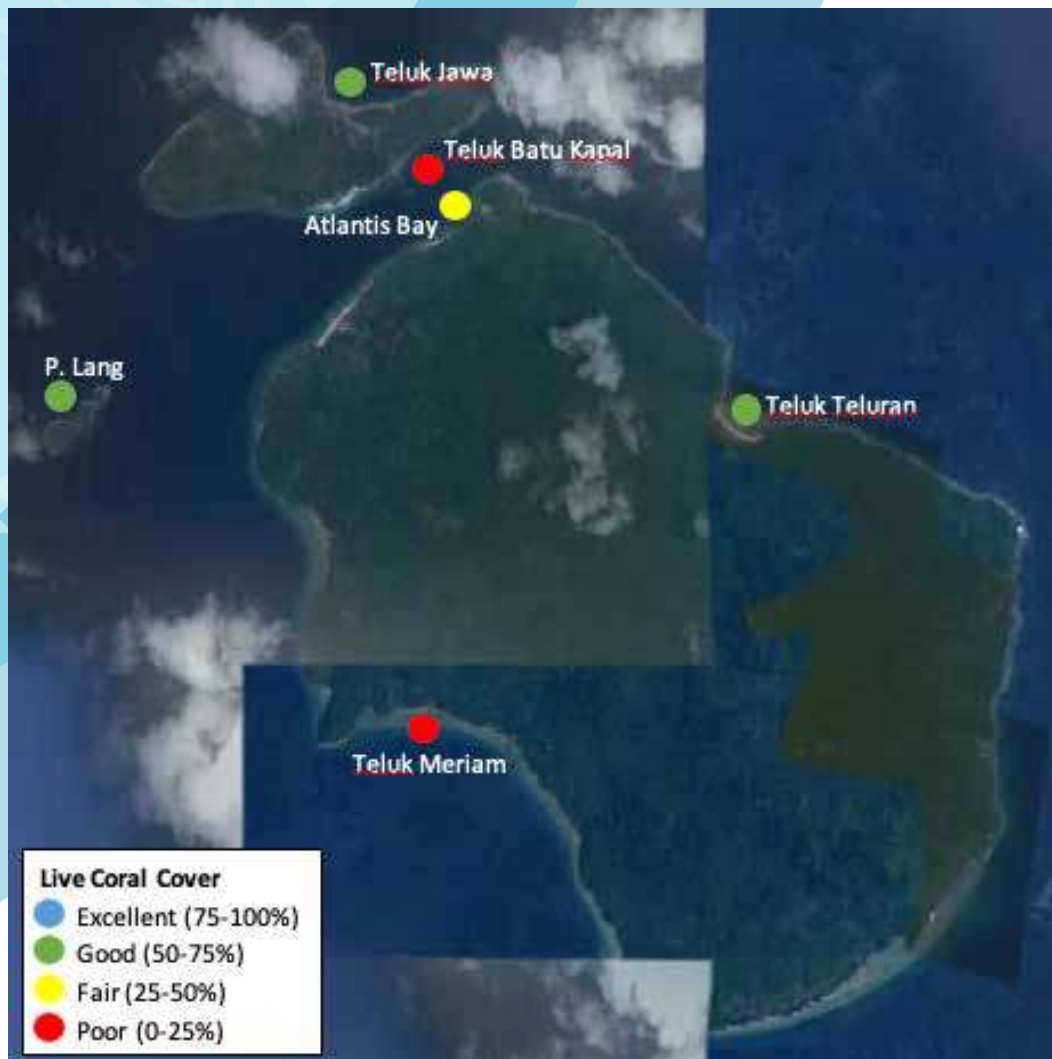 Teluk Jawa
Teluk Batu Kapal
Atlantis Bay
P. Lang
Teluk Teluran
Teluk Meriam
Live Coral Cover
Excellent (75-100%)
Good (50-75%)
Fair (25-50%)
Poor (0-25%)